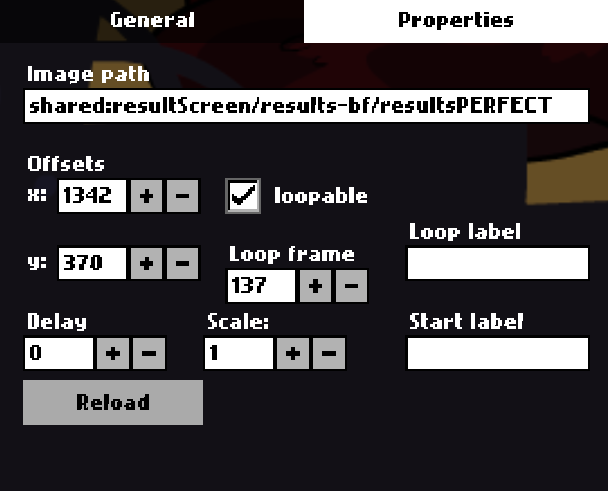 General
Properties
Image path
shared:resultScreen/results-bf/resultsPERFECT
Offsets
x: 1342 + -
loopable
Loop label
y: 370 + -
Loop frame
137 + -
Delay
Scale:
Start label
0 + -
1 + -
Reload